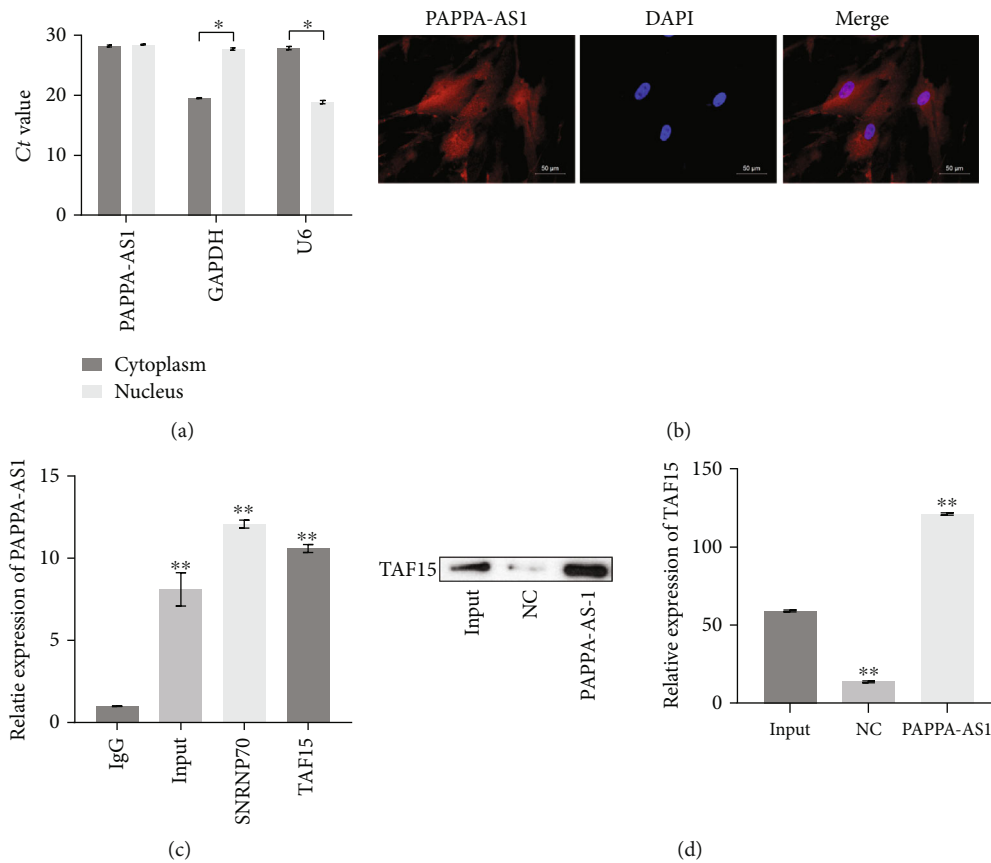 30
20
10
0
Ct value
*
*
PAPPA-AS1
GAPDH
U6
Cytoplasm
Nucleus
(a)
PAPPA-AS1
DAPI
Merge
50 μm
50 μm
50 μm
(b)
15
10
5
0
Relatie expression of PAPPA-AS1
**
**
**
IgG
Input
SNRNP70
TAF15
(c)
TAF15
Input
NC
PAPPA-AS-1
150
100
50
0
Relative expression of TAF15
**
**
Input
NC
PAPPA-AS1
(d)